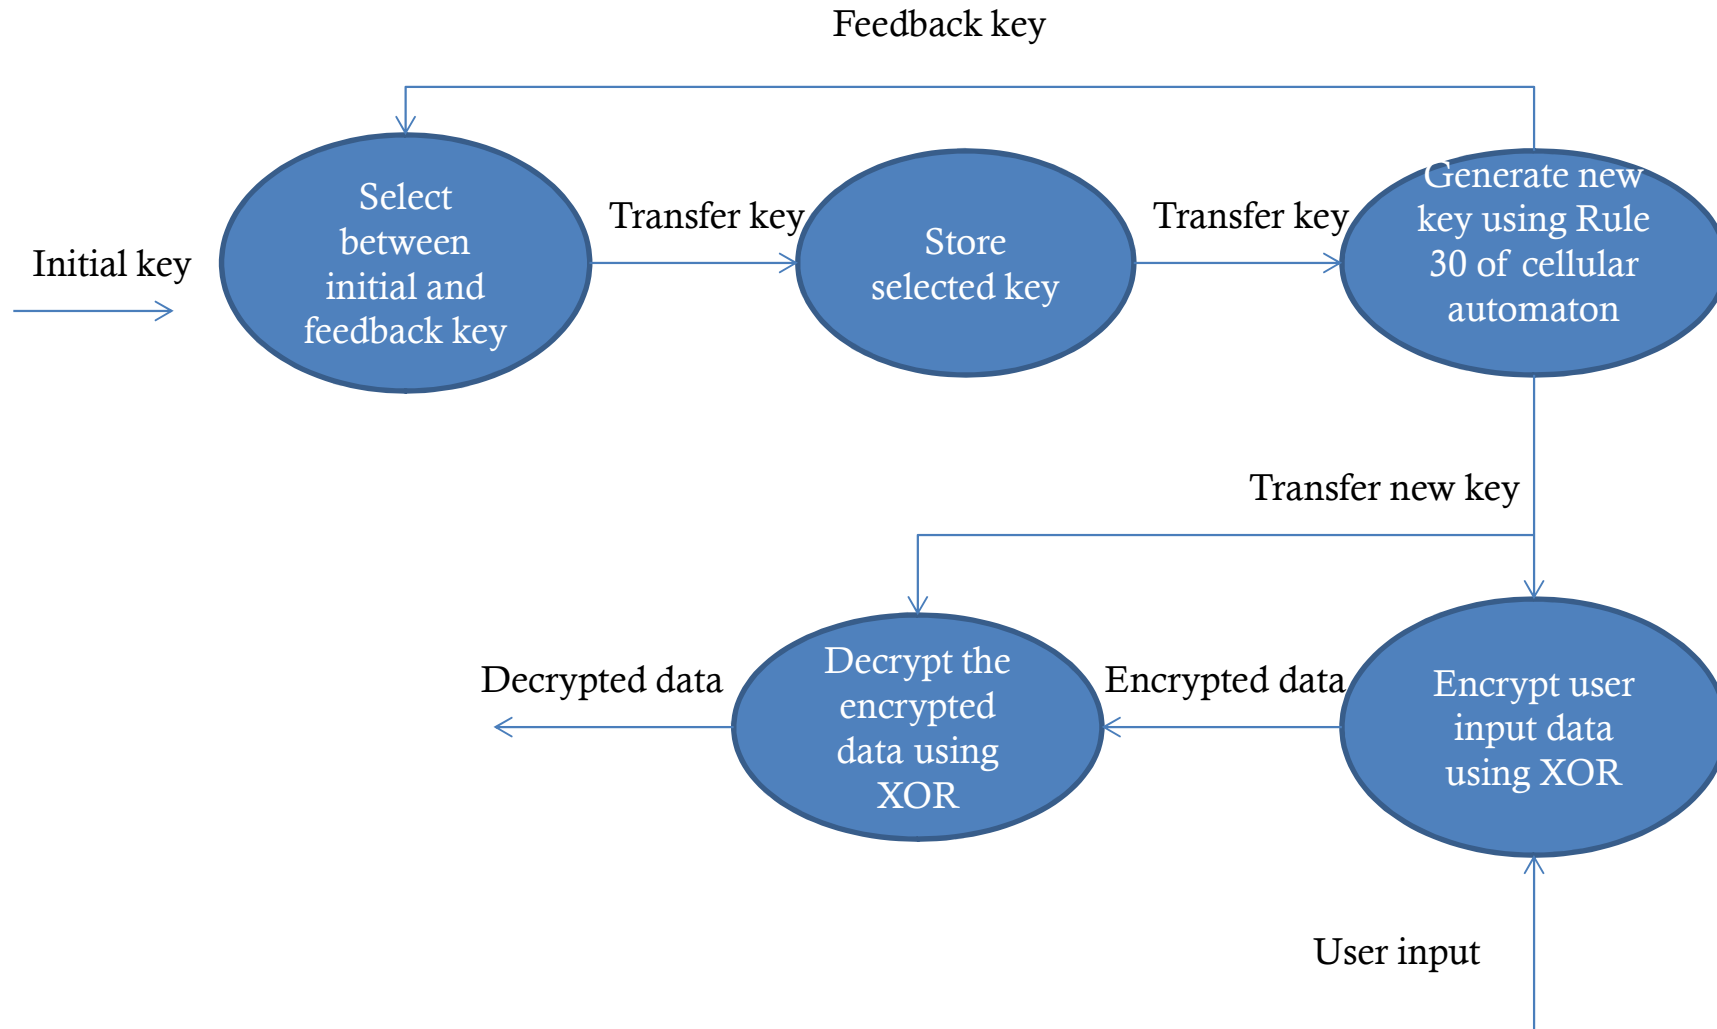 Feedback key
Initial key
Select
between
initial and
feedback key
Transfer key
Store
selected key
Transfer key
Generate new
key using Rule
30 of cellular
automaton
Transfer new key
Decrypted data
Decrypt the
encrypted
data using
XOR
Encrypted data
Encrypt user
input data
using XOR
User input